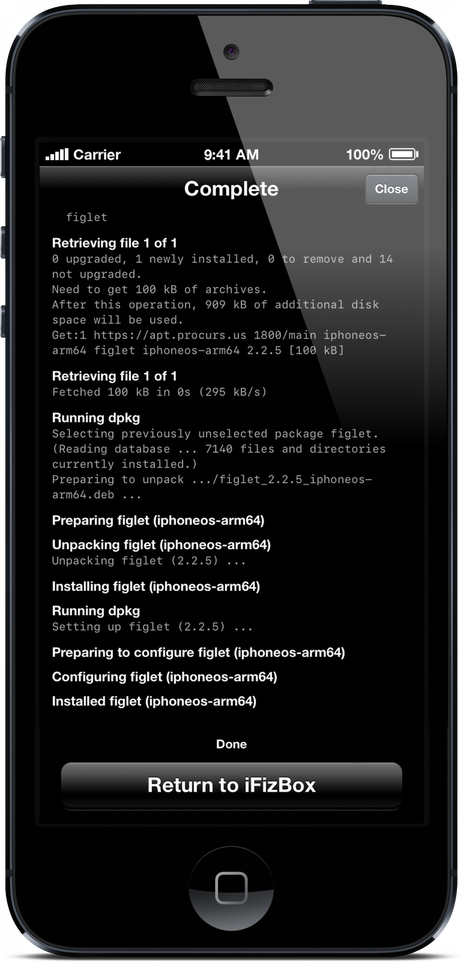 Carrier 9:41 AM 100%
Complete
Close
figlet
Retrieving file 1 of 1
0 upgraded, 1 newly installed, 0 to remove and 14
not upgraded.
Need to get 100 kB of archives.
After this operation, 909 kB of additional disk
space will be used.
Get:1 https://apt.procurs.us 1800/main iphoneos-
arm64 figlet iphoneos-arm64 2.2.5 [100 kB]
Retrieving file 1 of 1
Fetched 100 kB in 0s (295 kB/s)
Running dpkg
Selecting previously unselected package figlet.
(Reading database ... 7140 files and directories
currently installed.)
Preparing to unpack .../figlet_2.2.5_iphoneos-
arm64.deb ...
Preparing figlet (iphoneos-arm64)
Unpacking figlet (iphoneos-arm64)
Unpacking figlet (2.2.5) ...
Installing figlet (iphoneos-arm64)
Running dpkg
Setting up figlet (2.2.5) ...
Preparing to configure figlet (iphoneos-arm64)
Configuring figlet (iphoneos-arm64)
Installed figlet (iphoneos-arm64)
Done
Return to iFizBox